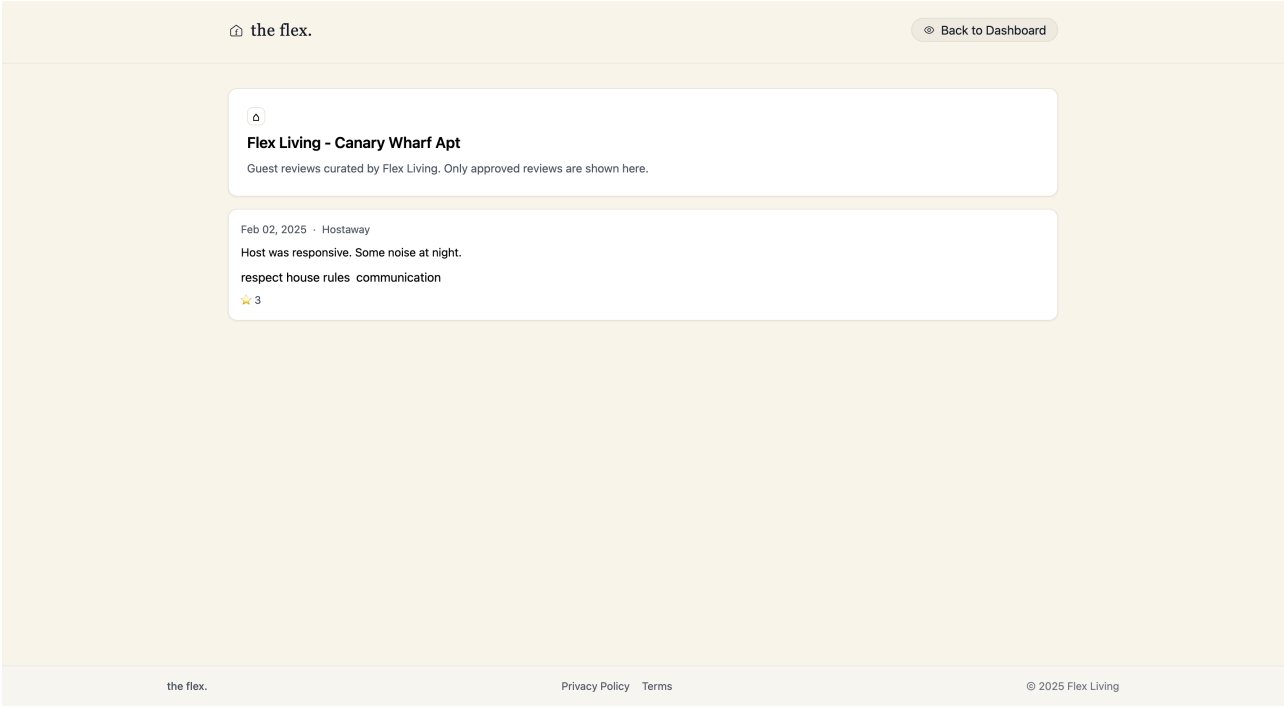 the flex.
Back to Dashboard
Flex Living - Canary Wharf Apt
Guest reviews curated by Flex Living. Only approved reviews are shown here.
Feb 02, 2025 · Hostaway
Host was responsive. Some noise at night.
respect house rules communication
3
the flex.
Privacy Policy Terms
© 2025 Flex Living